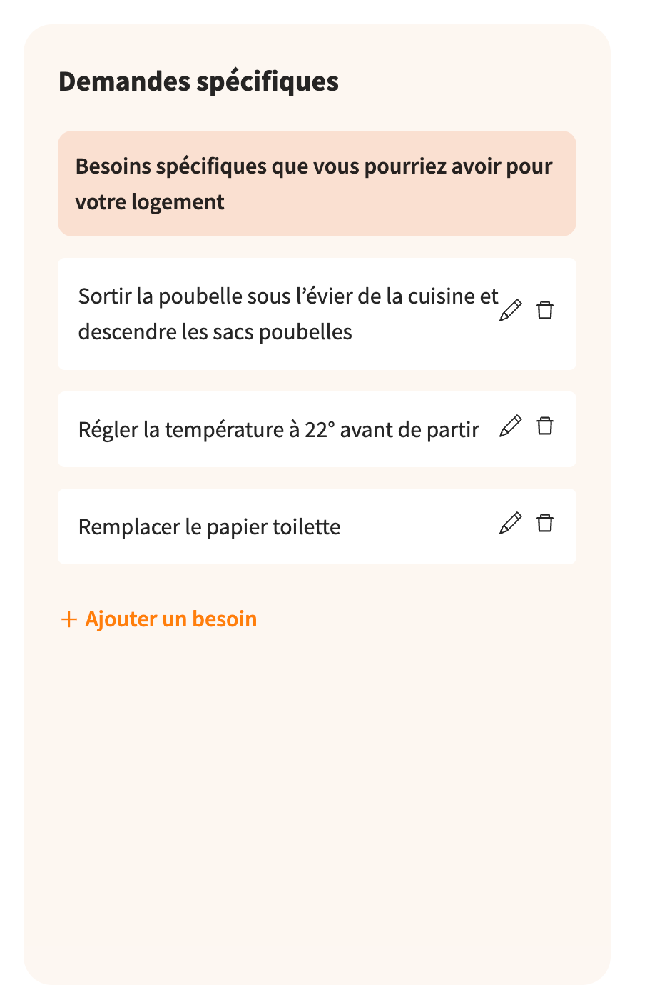 Demandes spécifiques
Besoins spécifiques que vous pourriez avoir pour
votre logement
Sortir la poubelle sous l’évier de la cuisine et
descendre les sacs poubelles
Régler la température à 22° avant de partir
Remplacer le papier toilette
+ Ajouter un besoin